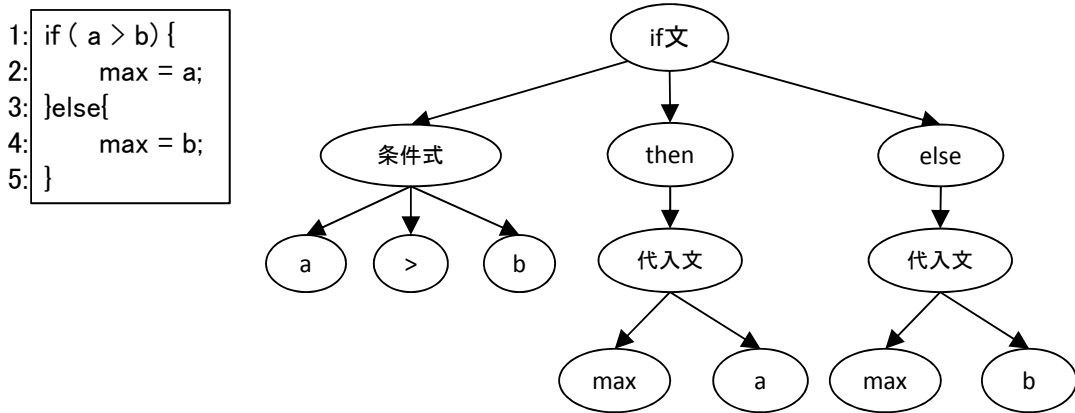 1: if ( a > b) {
2: max = a;
3: }else{
4: max = b;
5: }
if文
条件式 then else
a > b 代入文 代入文
max a max b